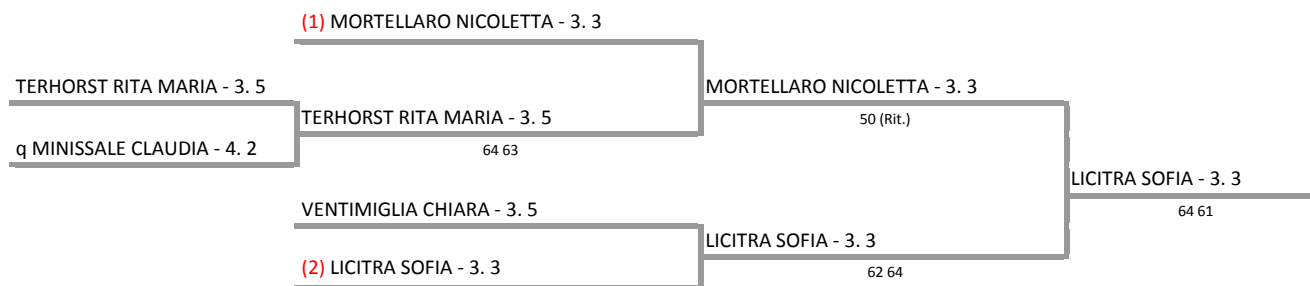 (1) MORTELLARO NICOLETTA - 3. 3
TERHORST RITA MARIA - 3. 5
MORTELLARO NICOLETTA - 3. 3
TERHORST RITA MARIA - 3. 5
50 (Rit.)
q MINISSALE CLAUDIA - 4. 2
64 63
LICITRA SOFIA - 3. 3
VENTIMIGLIA CHIARA - 3. 5
64 61
LICITRA SOFIA - 3. 3
(2) LICITRA SOFIA - 3. 3
62 64